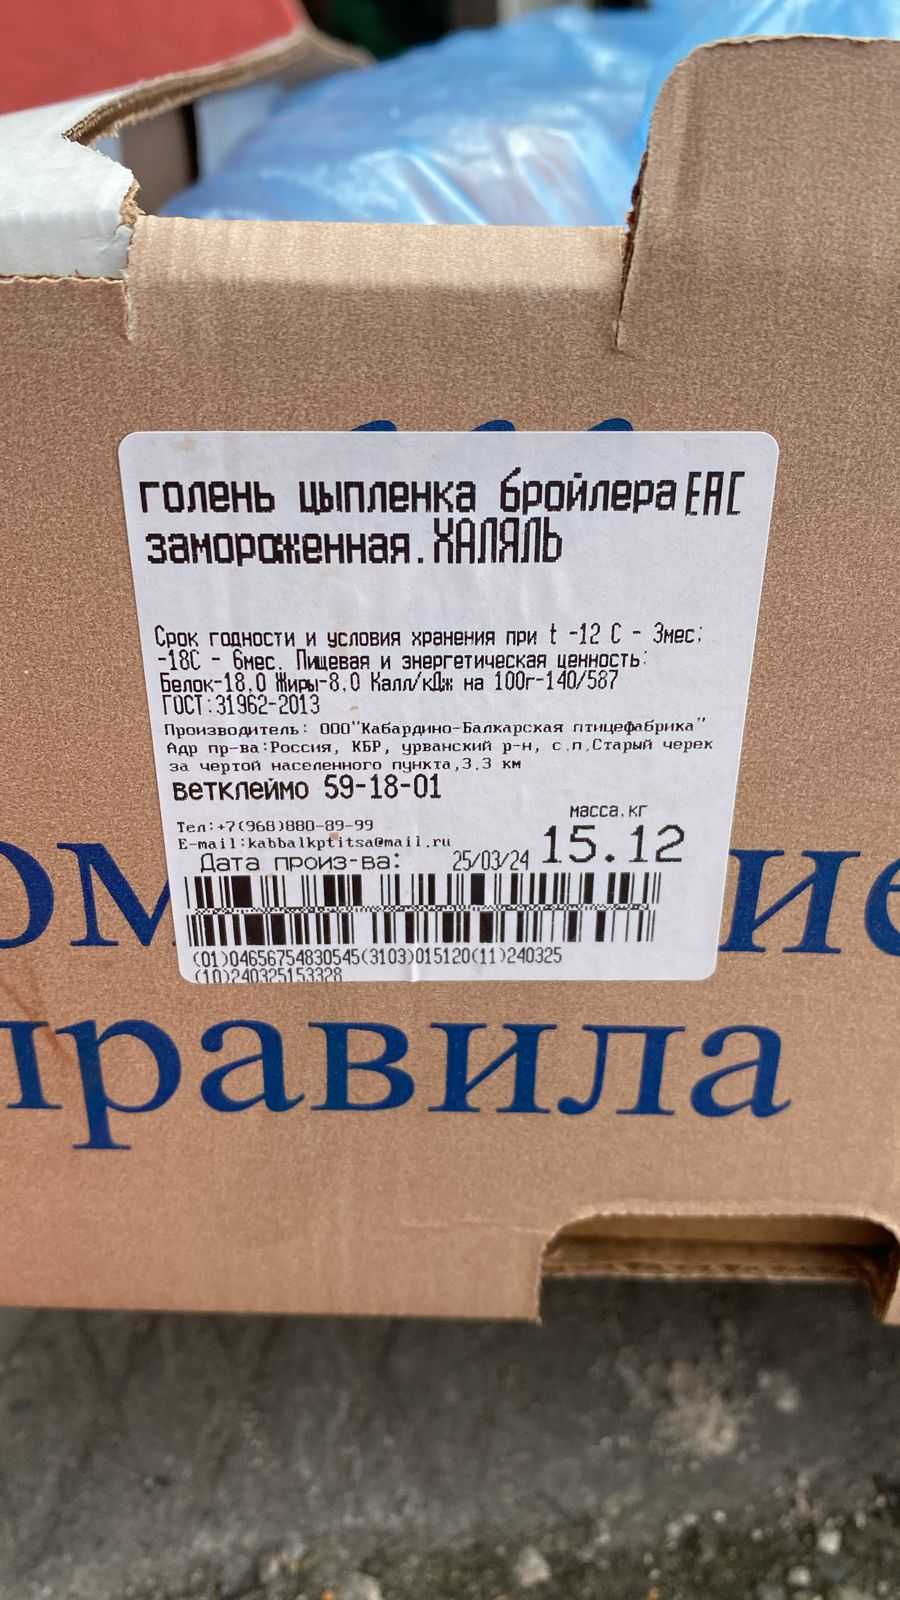 голень цыпленка бройлера EAC
замороженная. ХАЛЯЛЬ
Срок годности и условия хранения при t -12 С - 3мес;
-18С - 6мес. Пищевая и энергетическая ценность:
Белок-18,0 Жиры-8,0 Калл/кДж на 100г-140/587
ГОСТ:31962-2013
Производитель: ООО"Кабардино-Балкарская птицефабрика"
Адр пр-ва:Россия, КБР, урванский р-н, с.п.Старый черек
за чертой населенного пункта,3,3 км
ветклеймо 59-18-01
масса,кг
Тел:+7(968)880-89-99
E-mail:kabbalkptitsa@mail.ru
Дата произ-ва: 25/03/24 15.12
(01)04656754830545(3103)015120(11)240325
(10)240325153328
правила